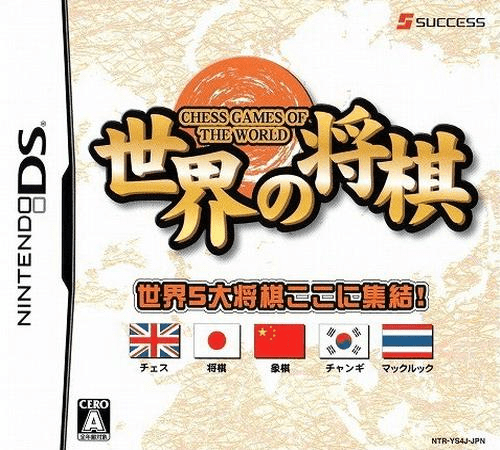 SUCCESS
CHESS GAMES OF
THE WORLD
世界の将棋
NINTENDO DS
世界5大将棋ここに集結!
チェス 将棋 象棋 チャンギ マックルック
CERO
A
全年齢対象
NTR-YS4J-JPN